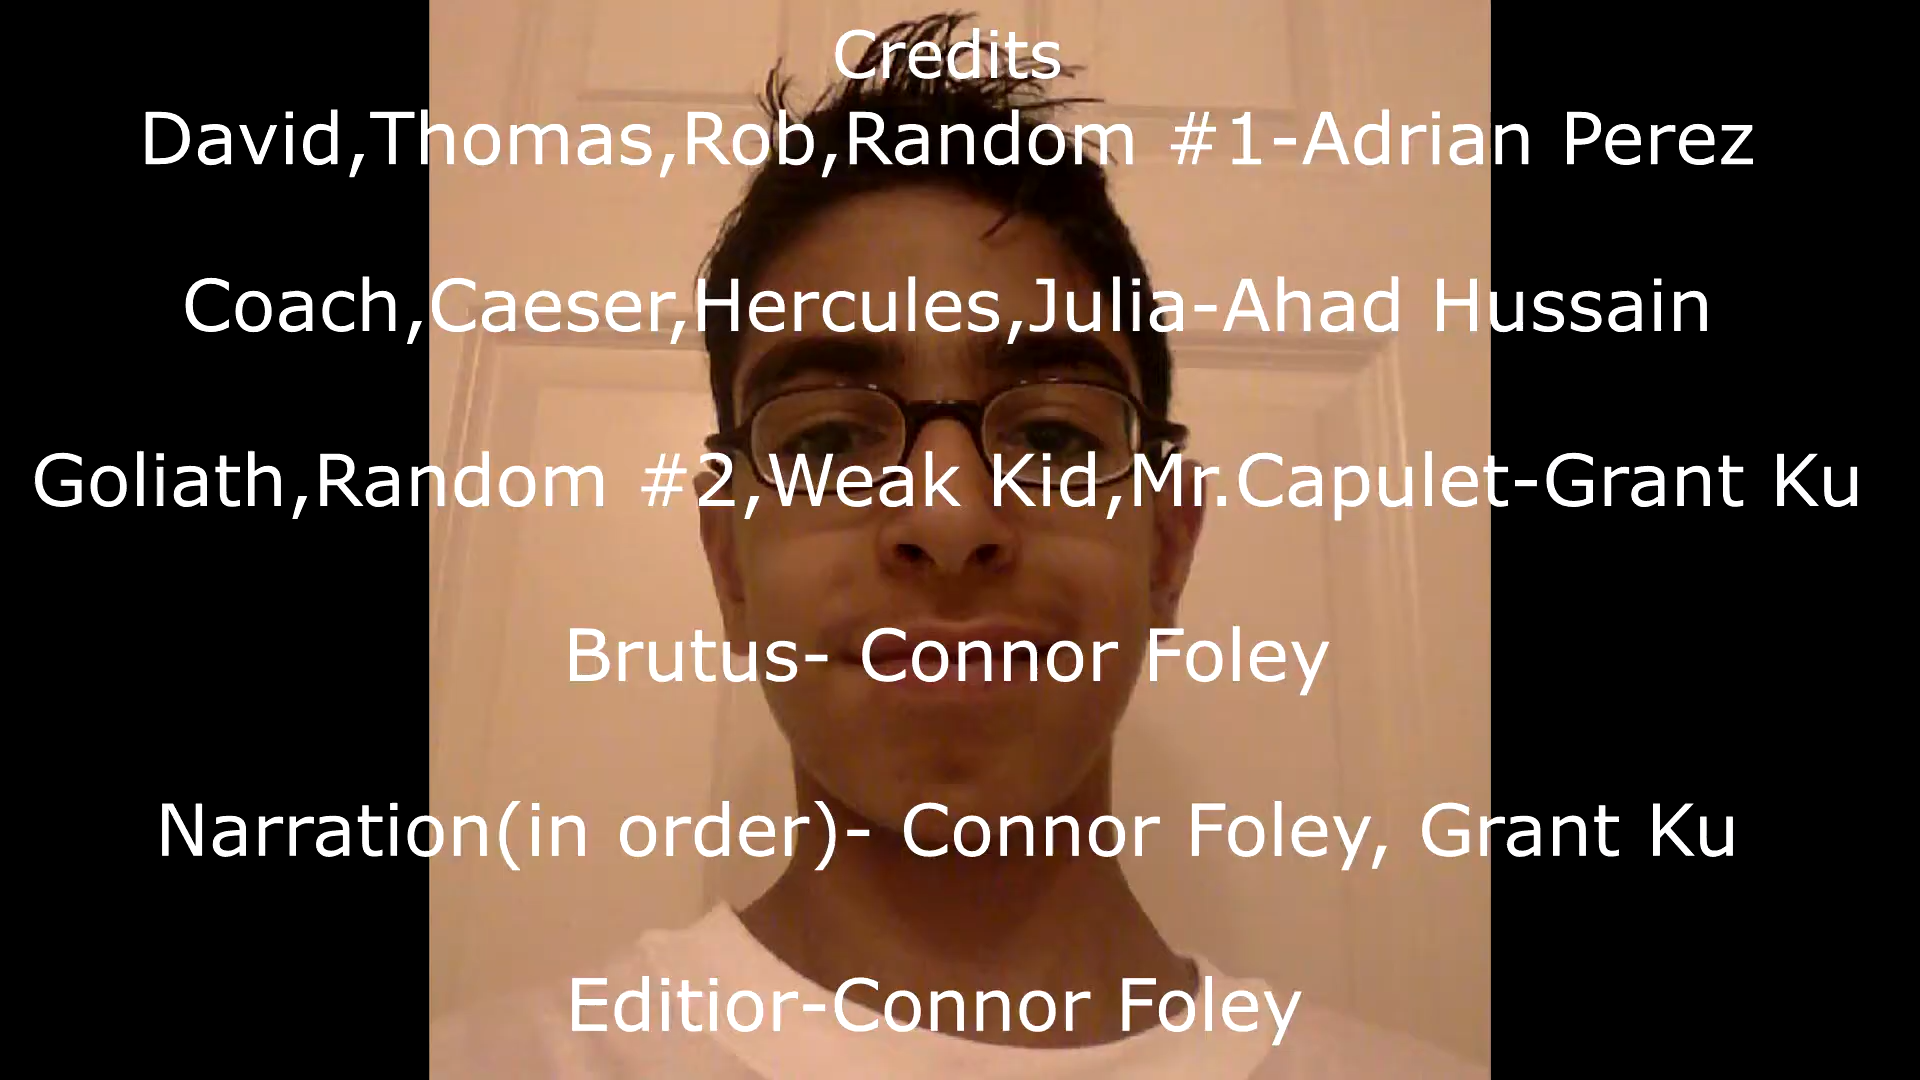 Credits
David,Thomas,Rob,Random #1-Adrian Perez
Coach,Caeser,Hercules,Julia-Ahad Hussain
Goliath,Random #2,Weak Kid,Mr.Capulet-Grant Ku
Brutus- Connor Foley
Narration(in order)- Connor Foley, Grant Ku
Editior-Connor Foley